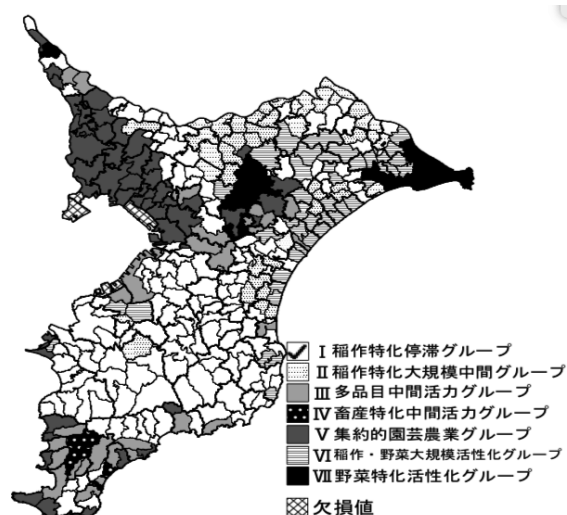 Ⅰ稲作特化停滞グループ
Ⅱ稲作特化大規模中間グループ
Ⅲ多品目中間活力グループ
Ⅳ畜産特化中間活力グループ
Ⅴ集約的園芸農業グループ
Ⅵ稲作・野菜大規模活性化グループ
Ⅶ野菜特化活性化グループ
欠損値